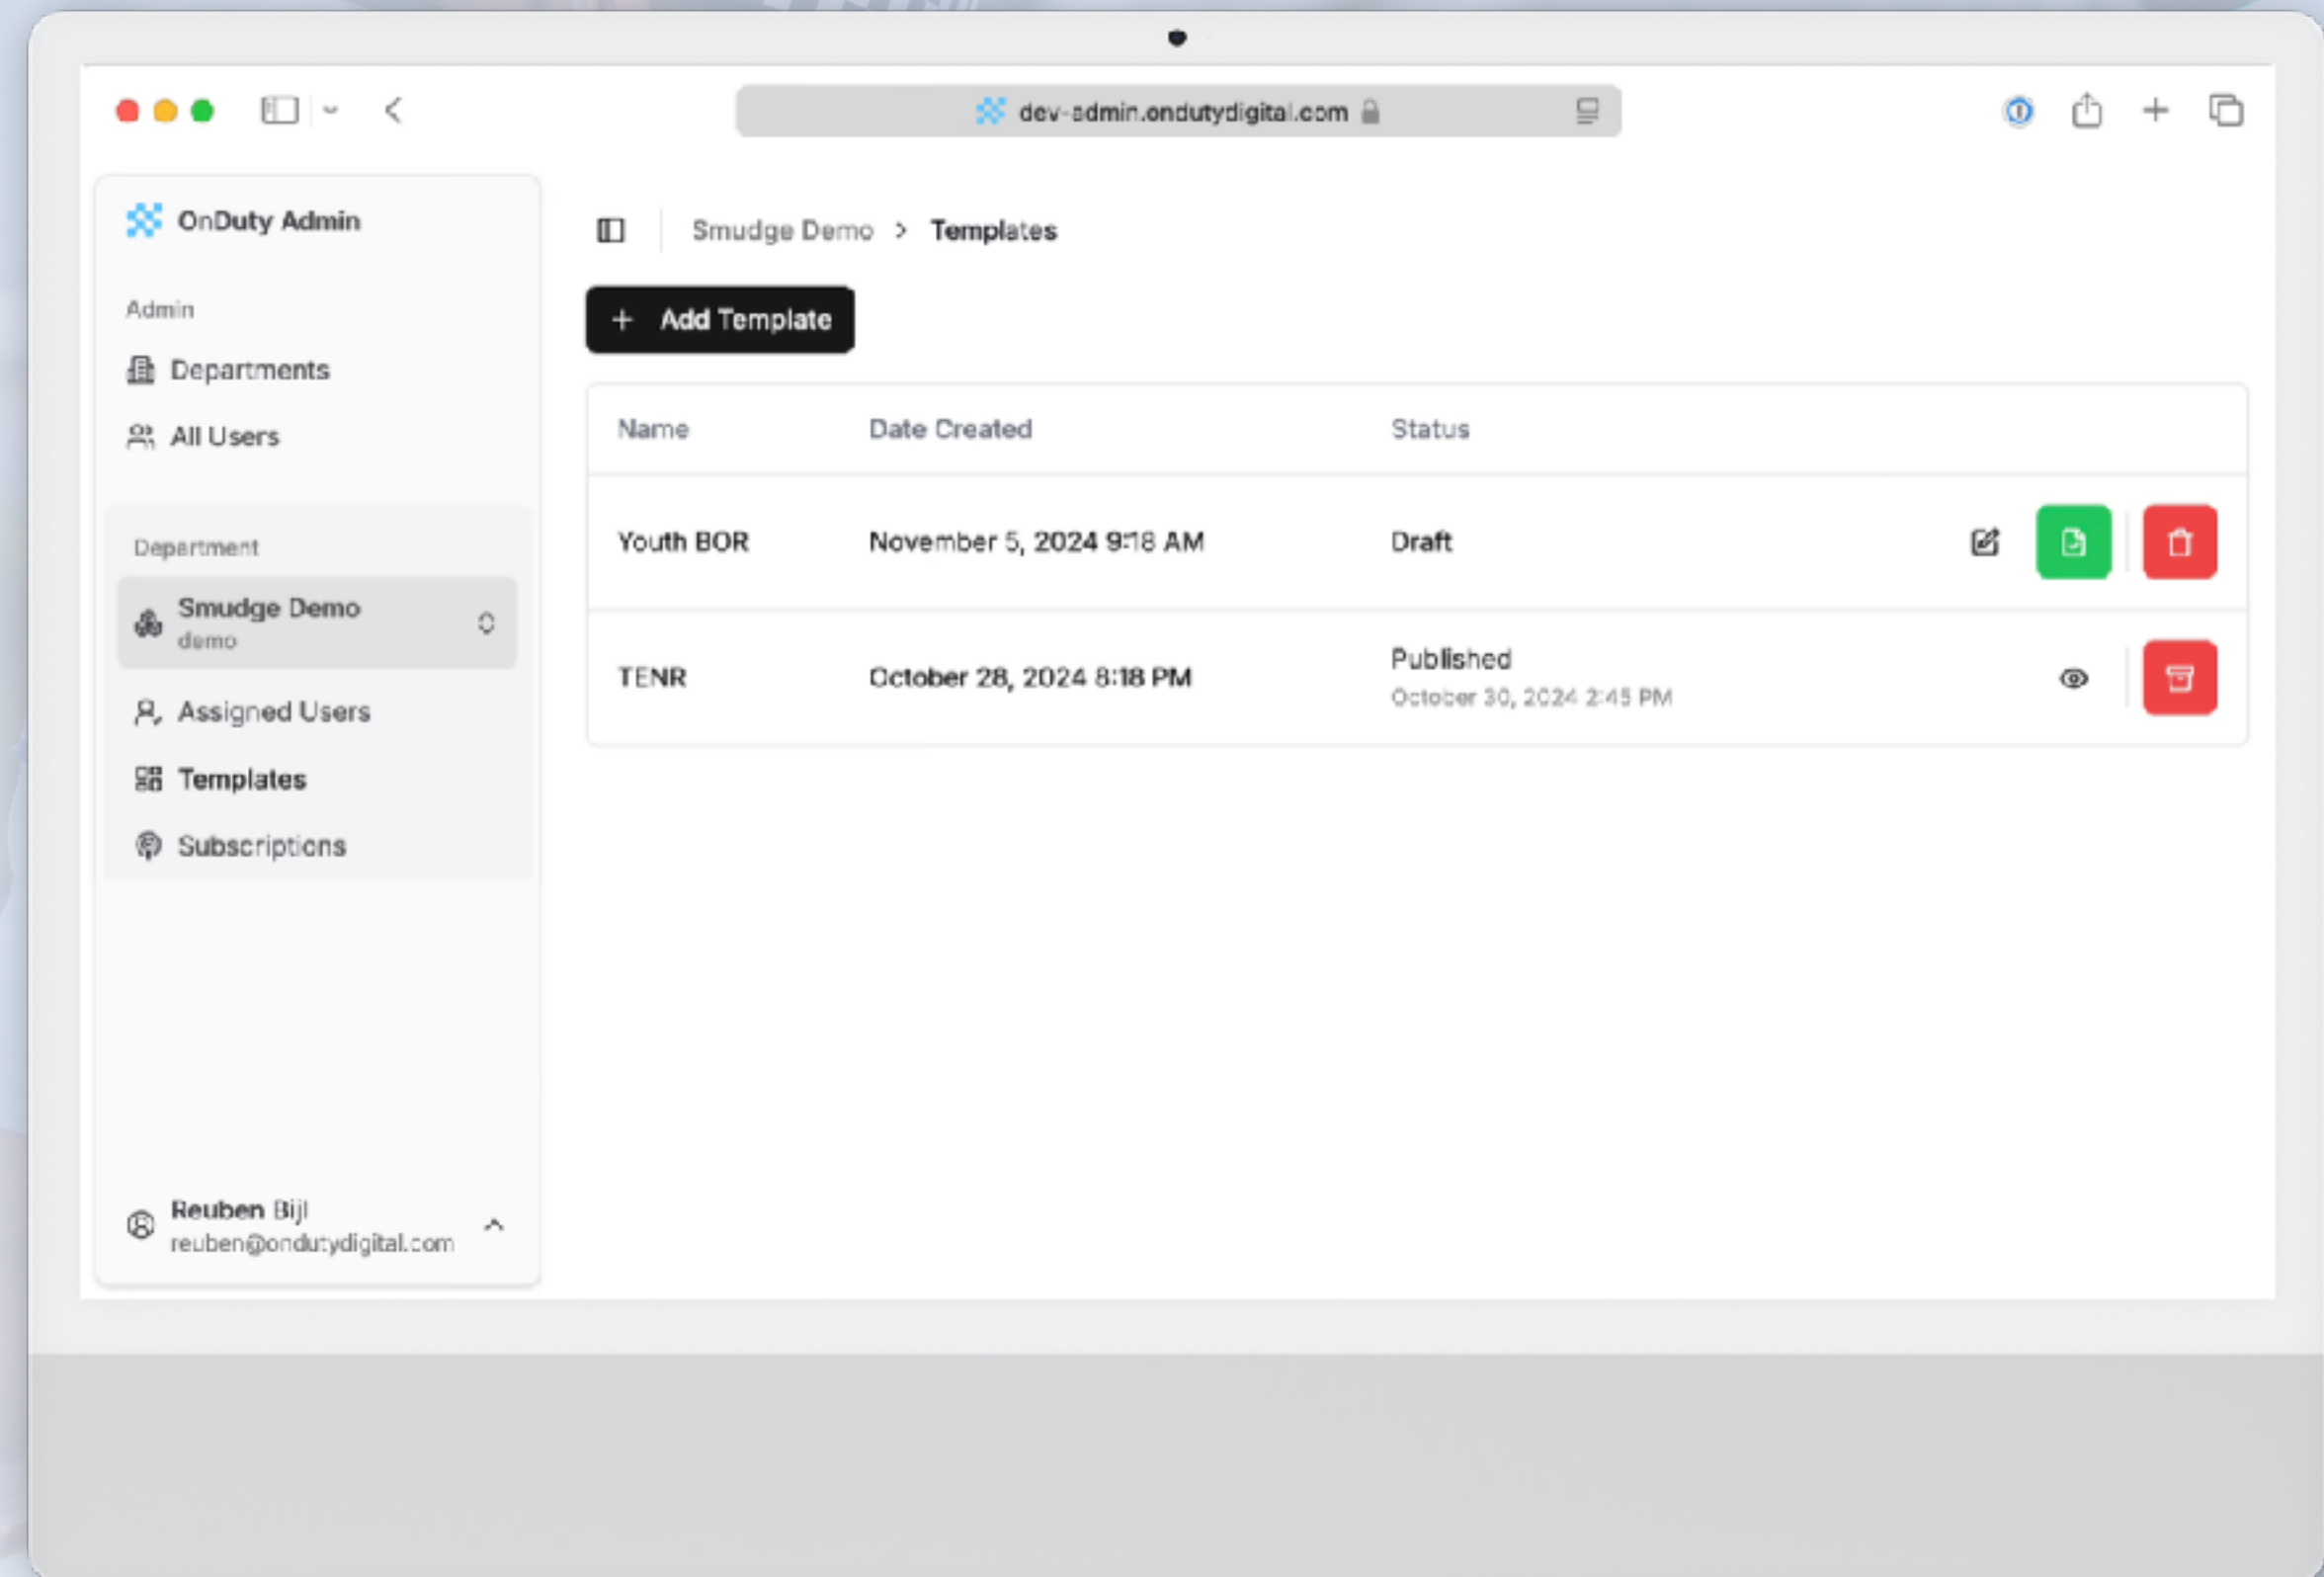 dev-admin.ondutydigital.com
OnDuty Admin
Admin
Departments
All Users
Department
Smudge Demo
demo
Assigned Users
Templates
Subscriptions
Reuben Bijl
reuben@ondutydigital.com
Smudge Demo > Templates
+ Add Template
Name Date Created Status
Youth BOR November 5, 2024 9:18 AM Draft
TENR October 28, 2024 8:18 PM Published
October 30, 2024 2:45 PM